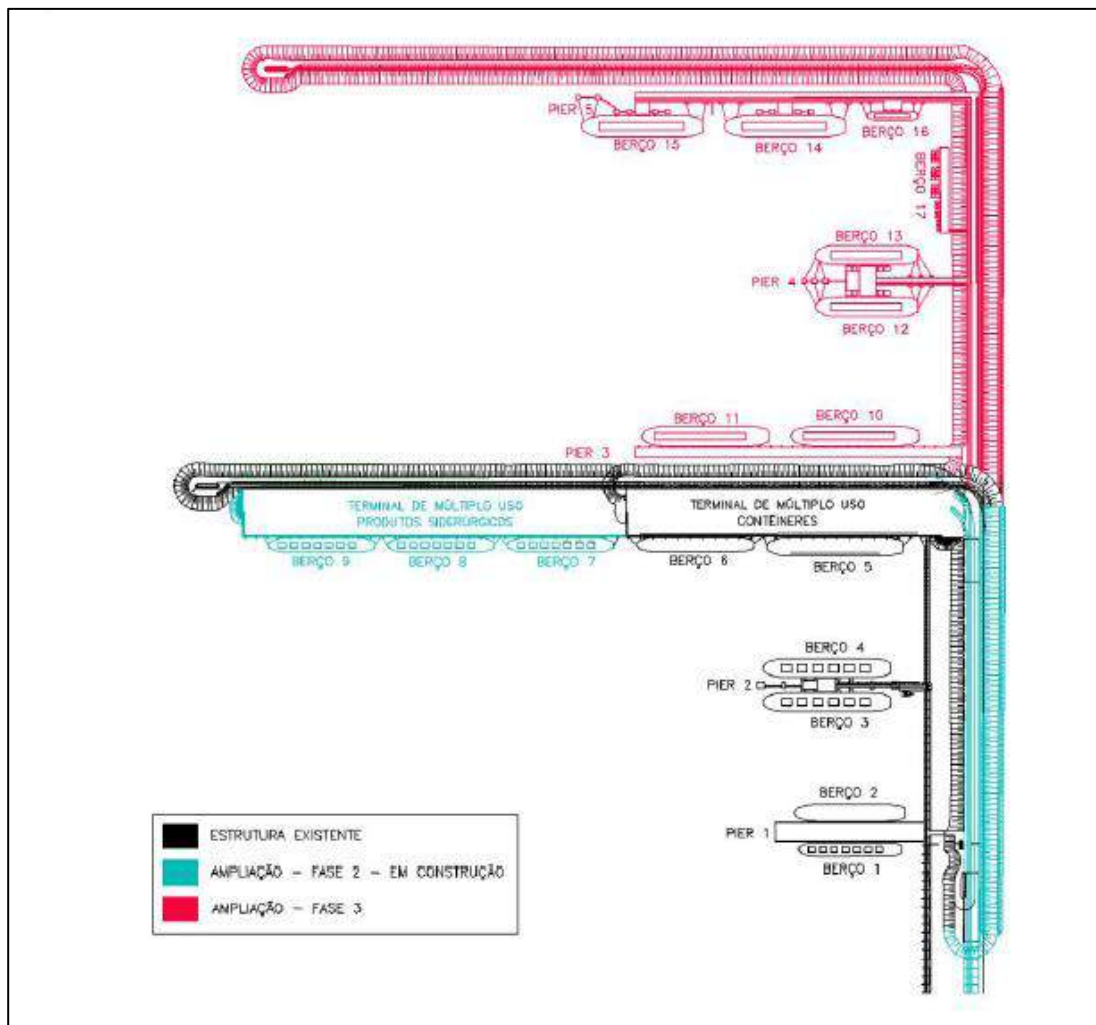 PIER 5
BERÇO 15
BERÇO 14
BERÇO 16
BERÇO 17
BERÇO 13
PIER 4
BERÇO 12
BERÇO 11
BERÇO 10
PIER 3
TERMINAL DE MÚLTIPLO USO
PRODUTOS SIDERÚRGICOS
TERMINAL DE MÚLTIPLO USO
CONTÊINERES
BERÇO 9
BERÇO 8
BERÇO 7
BERÇO 6
BERÇO 5
BERÇO 4
PIER 2
BERÇO 3
BERÇO 2
PIER 1
BERÇO 1
ESTRUTURA EXISTENTE
AMPLIAÇÃO - FASE 2 - EM CONSTRUÇÃO
AMPLIAÇÃO - FASE 3